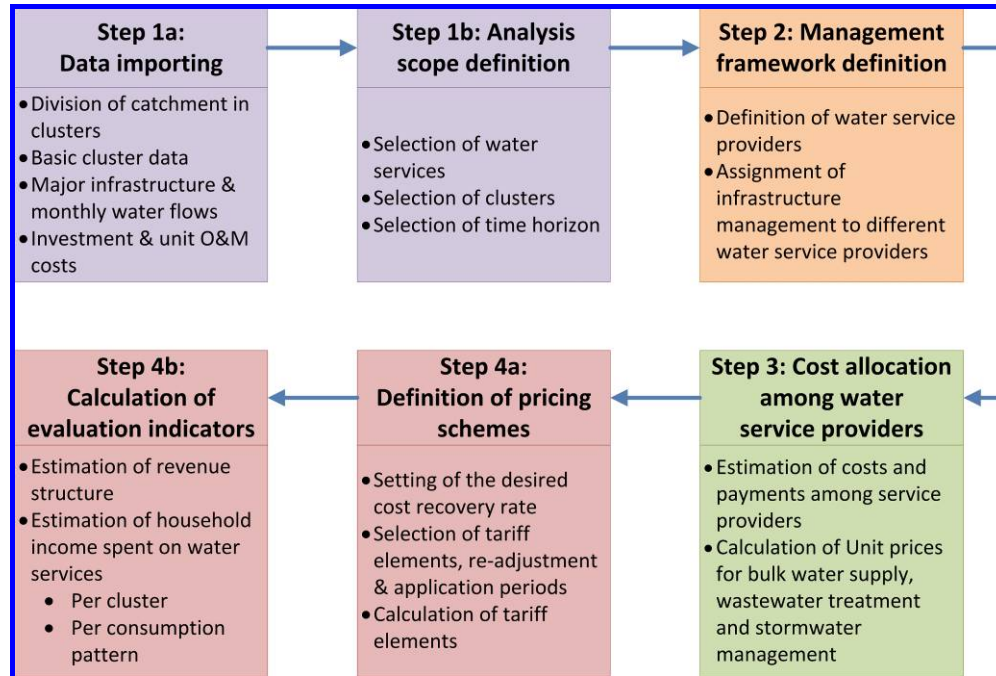 Step 1a:
Data importing
•Division of catchment in
clusters
•Basic cluster data
•Major infrastructure &
monthly water flows
•Investment & unit O&M
costs
Step 1b: Analysis
scope definition
•Selection of water
services
•Selection of clusters
•Selection of time horizon
Step 2: Management
framework definition
•Definition of water service
providers
•Assignment of
infrastructure
management to different
water service providers
Step 3: Cost allocation
among water
service providers
•Estimation of costs and
payments among service
providers
•Calculation of Unit prices
for bulk water supply,
wastewater treatment
and stormwater
management
Step 4a:
Definition of pricing
schemes
•Setting of the desired
cost recovery rate
•Selection of tariff
elements, re-adjustment
& application periods
•Calculation of tariff
elements
Step 4b:
Calculation of
evaluation indicators
•Estimation of revenue
structure
•Estimation of household
income spent on water
services
• Per cluster
• Per consumption
pattern